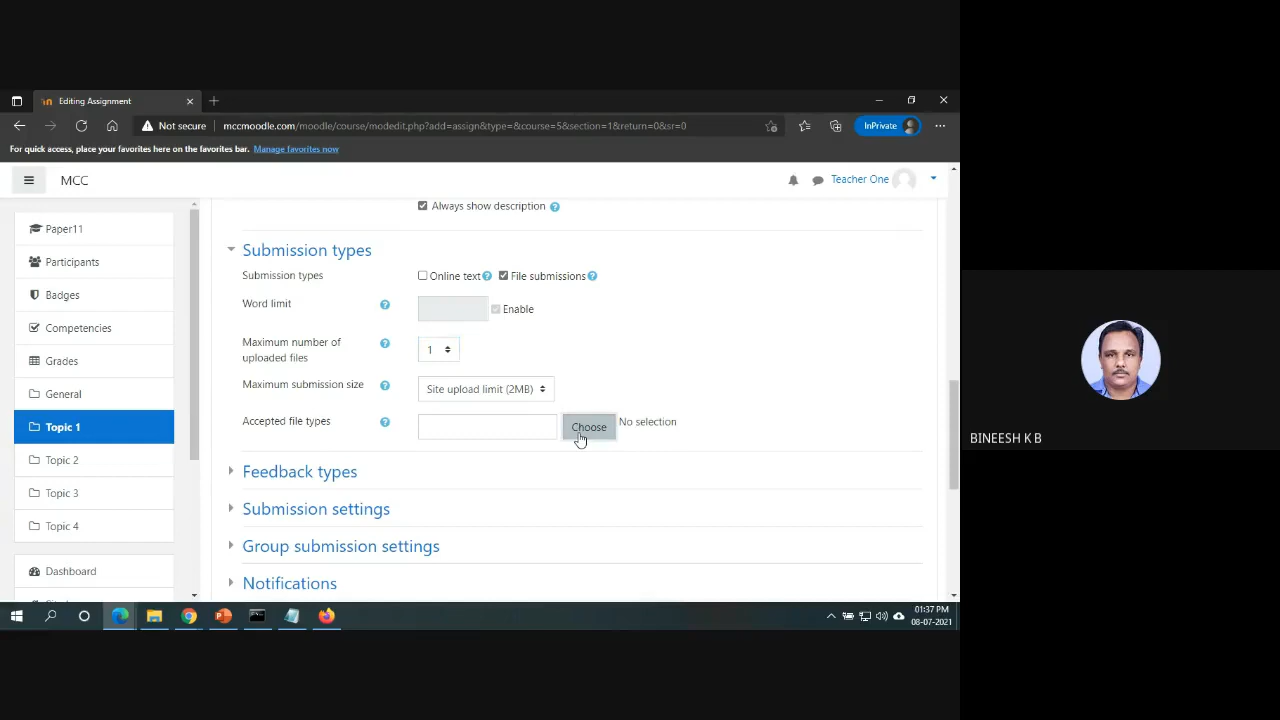 Editing Assignment
Not secure mccmoodle.com/moodle/course/modedit.php?add=assign&type=&course=5&section=1&return=0&sr=0 InPrivate
For quick access, place your favorites here on the favorites bar. Manage favorites now
MCC Teacher One
Paper11
Participants
Badges
Competencies
Grades
General
Topic 1
Topic 2
Topic 3
Topic 4
Dashboard
Always show description
Submission types
Submission types Online text File submissions
Word limit Enable
Maximum number of
uploaded files 1
Maximum submission size Site upload limit (2MB)
Accepted file types Choose No selection
Feedback types
Submission settings
Group submission settings
Notifications
BINEESH K B
01:37 PM
08-07-2021